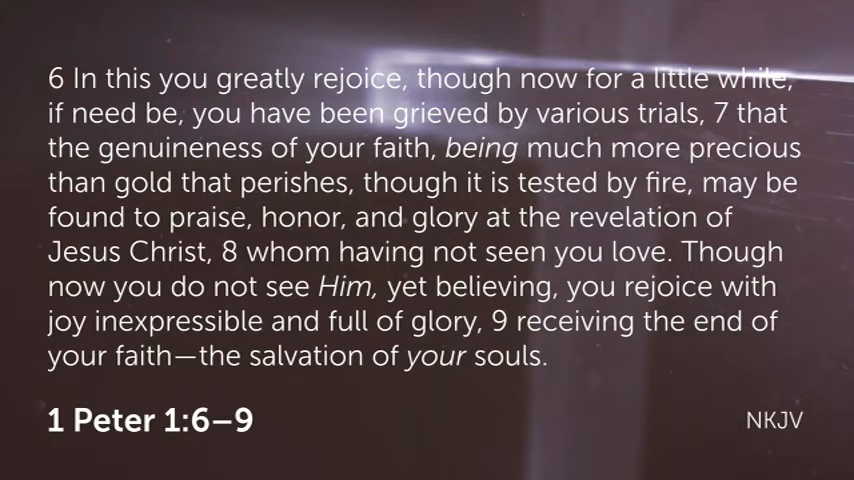 6 In this you greatly rejoice, though now for a little while,
if need be, you have been grieved by various trials, 7 that
the genuineness of your faith, being much more precious
than gold that perishes, though it is tested by fire, may be
found to praise, honor, and glory at the revelation of
Jesus Christ, 8 whom having not seen you love. Though
now you do not see Him, yet believing, you rejoice with
joy inexpressible and full of glory, 9 receiving the end of
your faith—the salvation of your souls.
1 Peter 1:6–9
NKJV